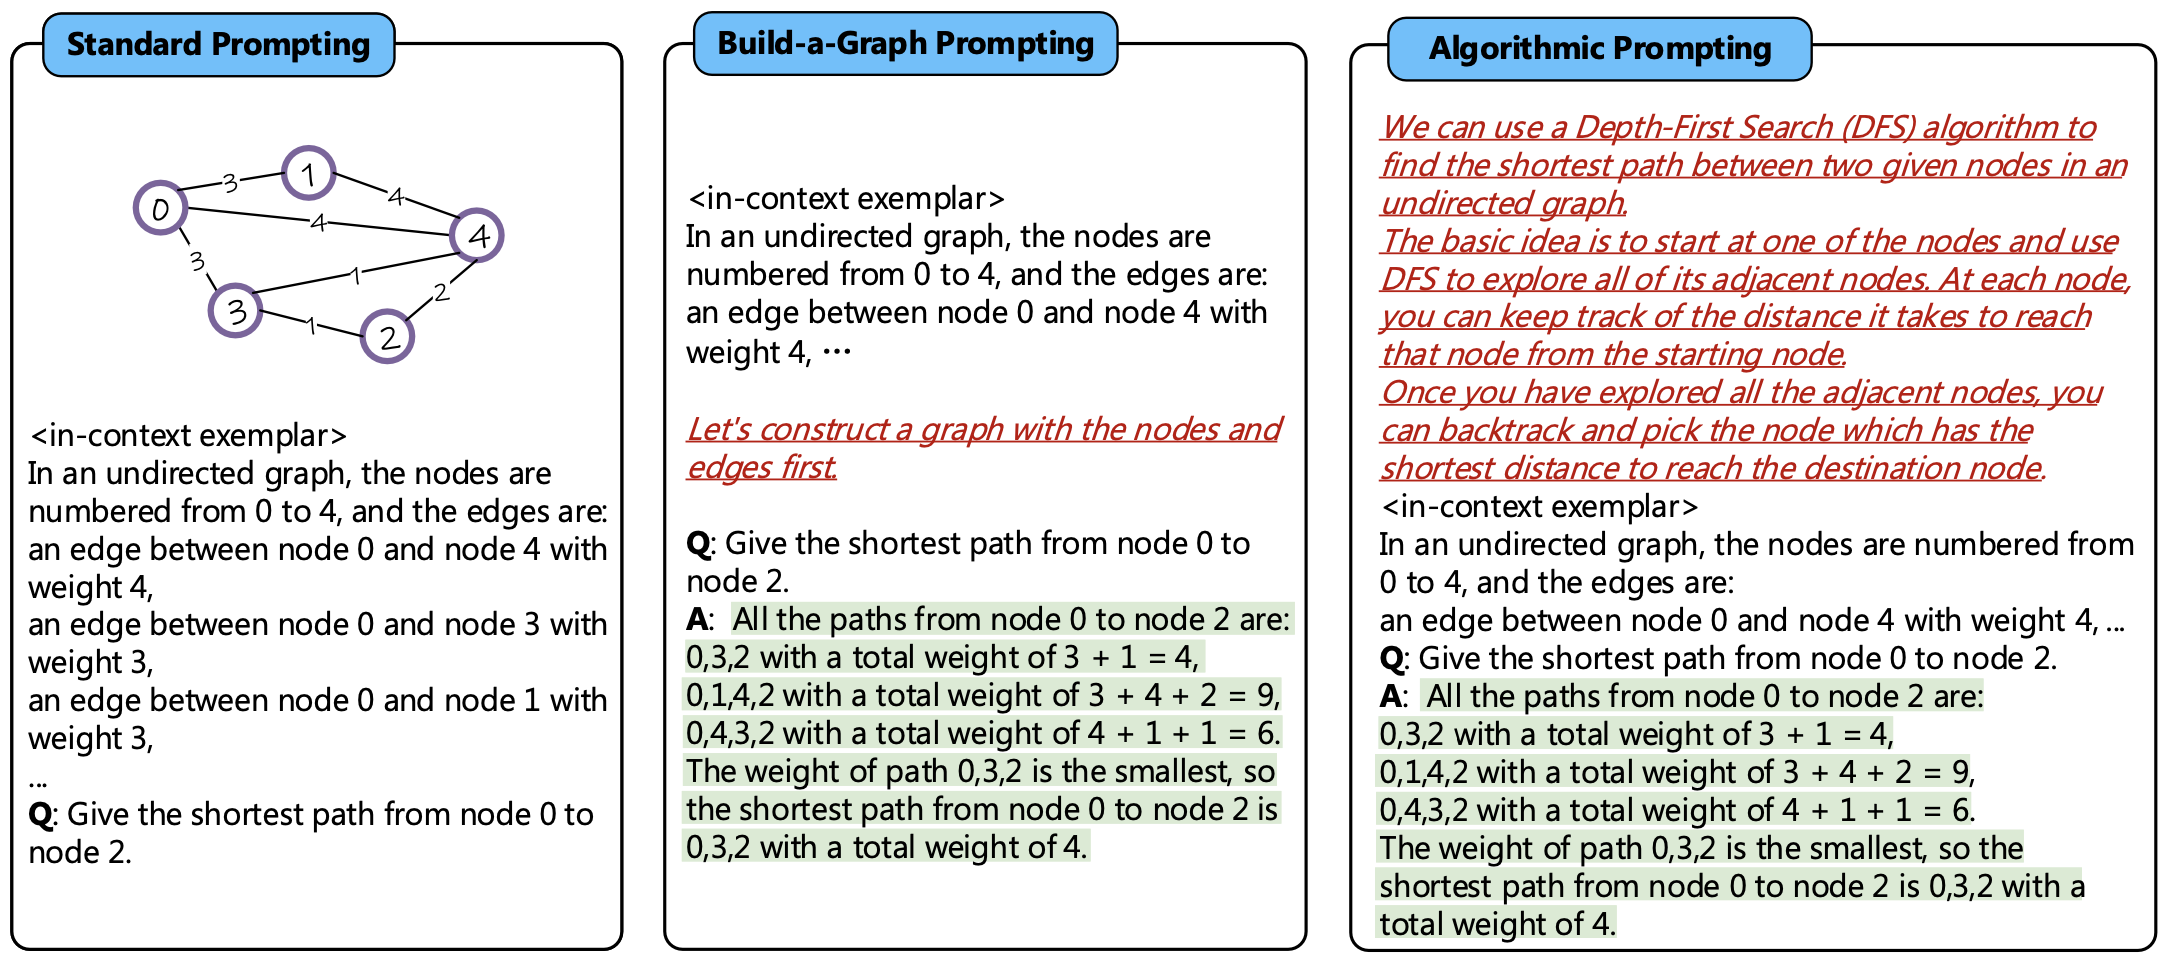 Standard Prompting
0
3
1
4
4
4
3
3
1
1
2
2
<in-context exemplar>
In an undirected graph, the nodes are
numbered from 0 to 4, and the edges are:
an edge between node 0 and node 4 with
weight 4,
an edge between node 0 and node 3 with
weight 3,
an edge between node 0 and node 1 with
weight 3,
...
Q: Give the shortest path from node 0 to
node 2.
Build-a-Graph Prompting
<in-context exemplar>
In an undirected graph, the nodes are
numbered from 0 to 4, and the edges are:
an edge between node 0 and node 4 with
weight 4, ···
Let's construct a graph with the nodes and
edges first.
Q: Give the shortest path from node 0 to
node 2.
A: All the paths from node 0 to node 2 are:
0,3,2 with a total weight of 3 + 1 = 4,
0,1,4,2 with a total weight of 3 + 4 + 2 = 9,
0,4,3,2 with a total weight of 4 + 1 + 1 = 6.
The weight of path 0,3,2 is the smallest, so
the shortest path from node 0 to node 2 is
0,3,2 with a total weight of 4.
Algorithmic Prompting
We can use a Depth-First Search (DFS) algorithm to
find the shortest path between two given nodes in an
undirected graph.
The basic idea is to start at one of the nodes and use
DFS to explore all of its adjacent nodes. At each node,
you can keep track of the distance it takes to reach
that node from the starting node.
Once you have explored all the adjacent nodes, you
can backtrack and pick the node which has the
shortest distance to reach the destination node.
<in-context exemplar>
In an undirected graph, the nodes are numbered from
0 to 4, and the edges are:
an edge between node 0 and node 4 with weight 4, ...
Q: Give the shortest path from node 0 to node 2.
A: All the paths from node 0 to node 2 are:
0,3,2 with a total weight of 3 + 1 = 4,
0,1,4,2 with a total weight of 3 + 4 + 2 = 9,
0,4,3,2 with a total weight of 4 + 1 + 1 = 6.
The weight of path 0,3,2 is the smallest, so the
shortest path from node 0 to node 2 is 0,3,2 with a
total weight of 4.